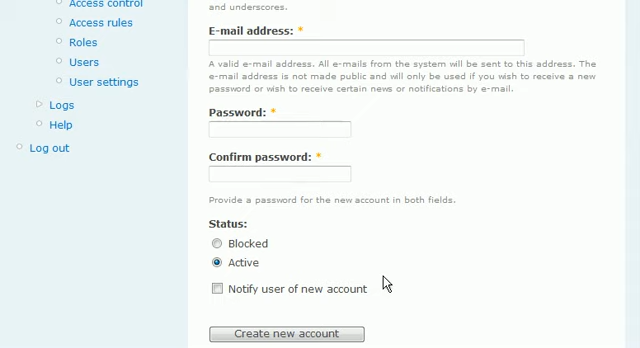 Access control
and underscores.
Access rules
Roles
Users
User settings
Logs
Help
Log out
E-mail address: *
A valid e-mail address. All e-mails from the system will be sent to this address. The
e-mail address is not made public and will only be used if you wish to receive a new
password or wish to receive certain news or notifications by e-mail.
Password: *
Confirm password: *
Provide a password for the new account in both fields.
Status:
Blocked
Active
Notify user of new account
Create new account